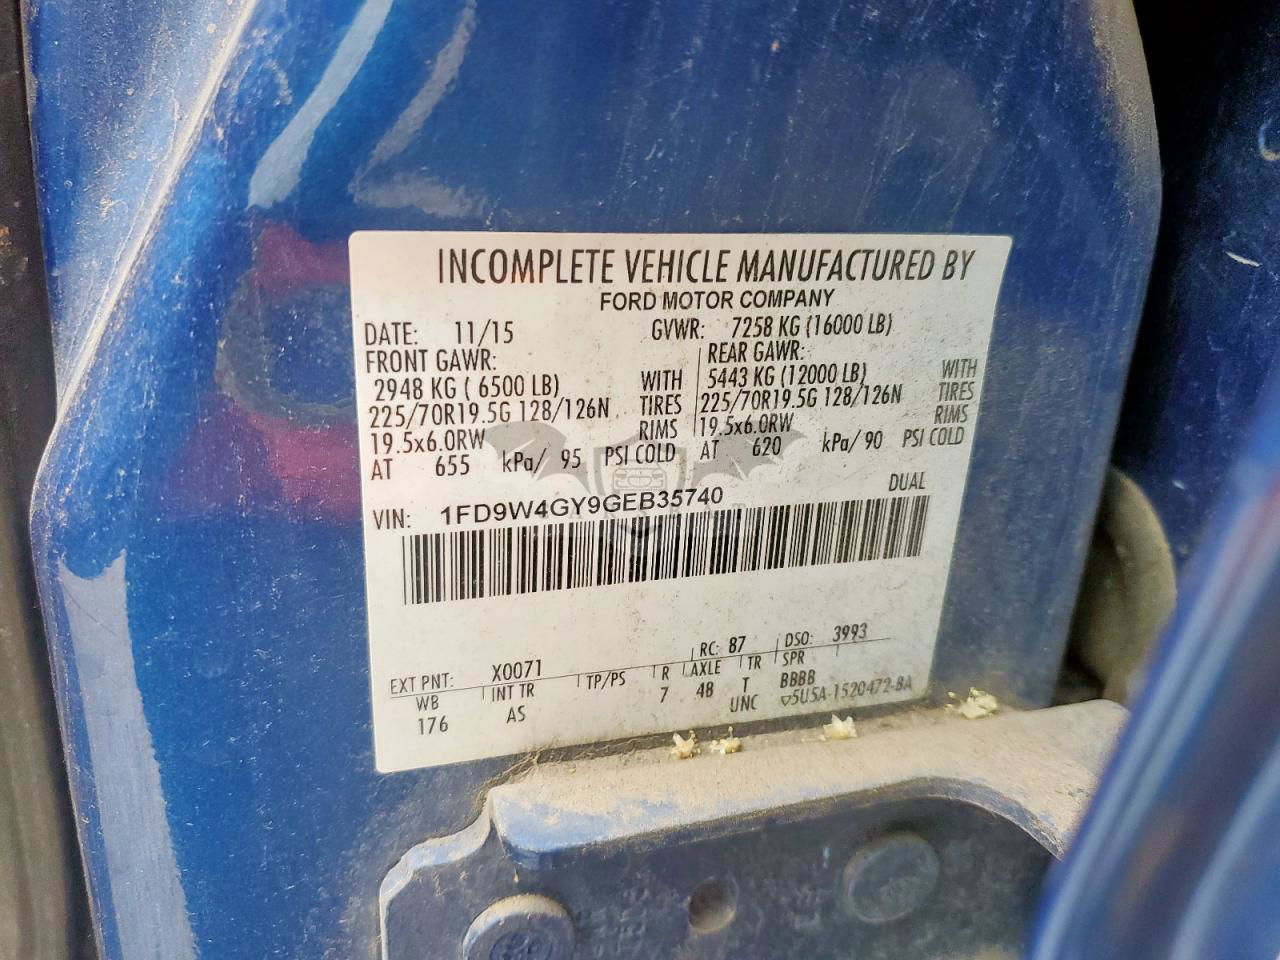 INCOMPLETE VEHICLE MANUFACTURED BY
FORD MOTOR COMPANY
DATE: 11/15 GVWR: 7258 KG (16000 LB)
FRONT GAWR: REAR GAWR:
2948 KG ( 6500 LB) WITH 5443 KG (12000 LB) WITH
225/70R19.5G 128/126N TIRES 225/70R19.5G 128/126N TIRES
19.5x6.0RW RIMS 19.5x6.0RW RIMS
AT 655 kPa/ 95 PSI COLD AT 620 kPa/ 90 PSI COLD
DUAL
VIN: 1FD9W4GY9GEB35740
EXT PNT: X0071 RC: 87 DSO: 3993
WB INT TR TP/PS R AXLE TR SPR
176 AS 7 48 T BBBB
UNC ▽5U5A-1520472-BA